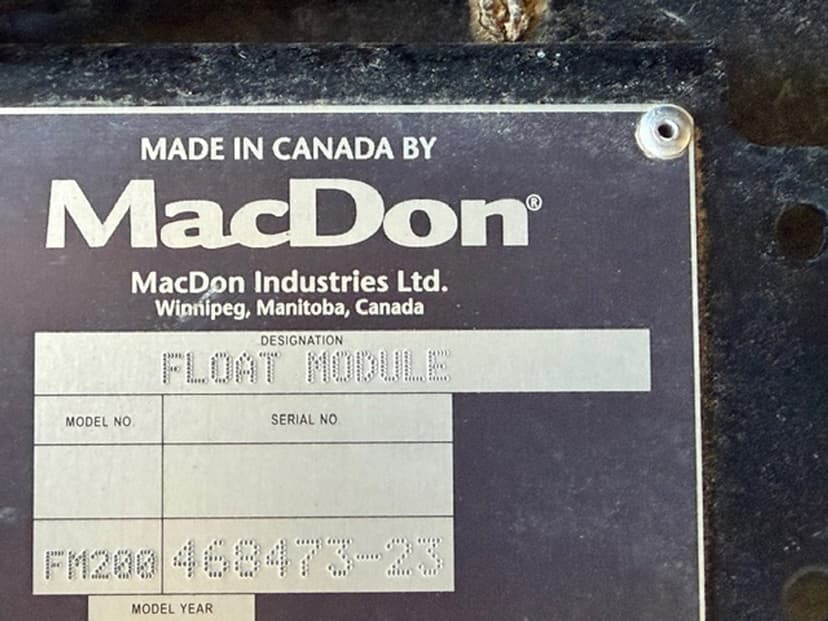 MADE IN CANADA BY
MacDon®
MacDon Industries Ltd.
Winnipeg, Manitoba, Canada
DESIGNATION
FLOAT MODULE
MODEL NO. SERIAL NO.
FM200 468473-23
MODEL YEAR